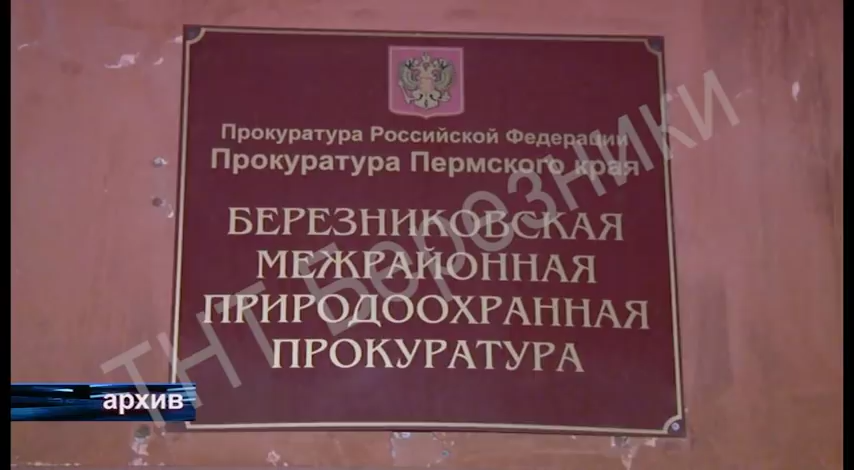 Прокуратура Российской Федерации
Прокуратура Пермского края
БЕРЕЗНИКОВСКАЯ
МЕЖРАЙОННАЯ
ПРИРОДООХРАННАЯ
ПРОКУРАТУРА
ТНТ Березники
архив